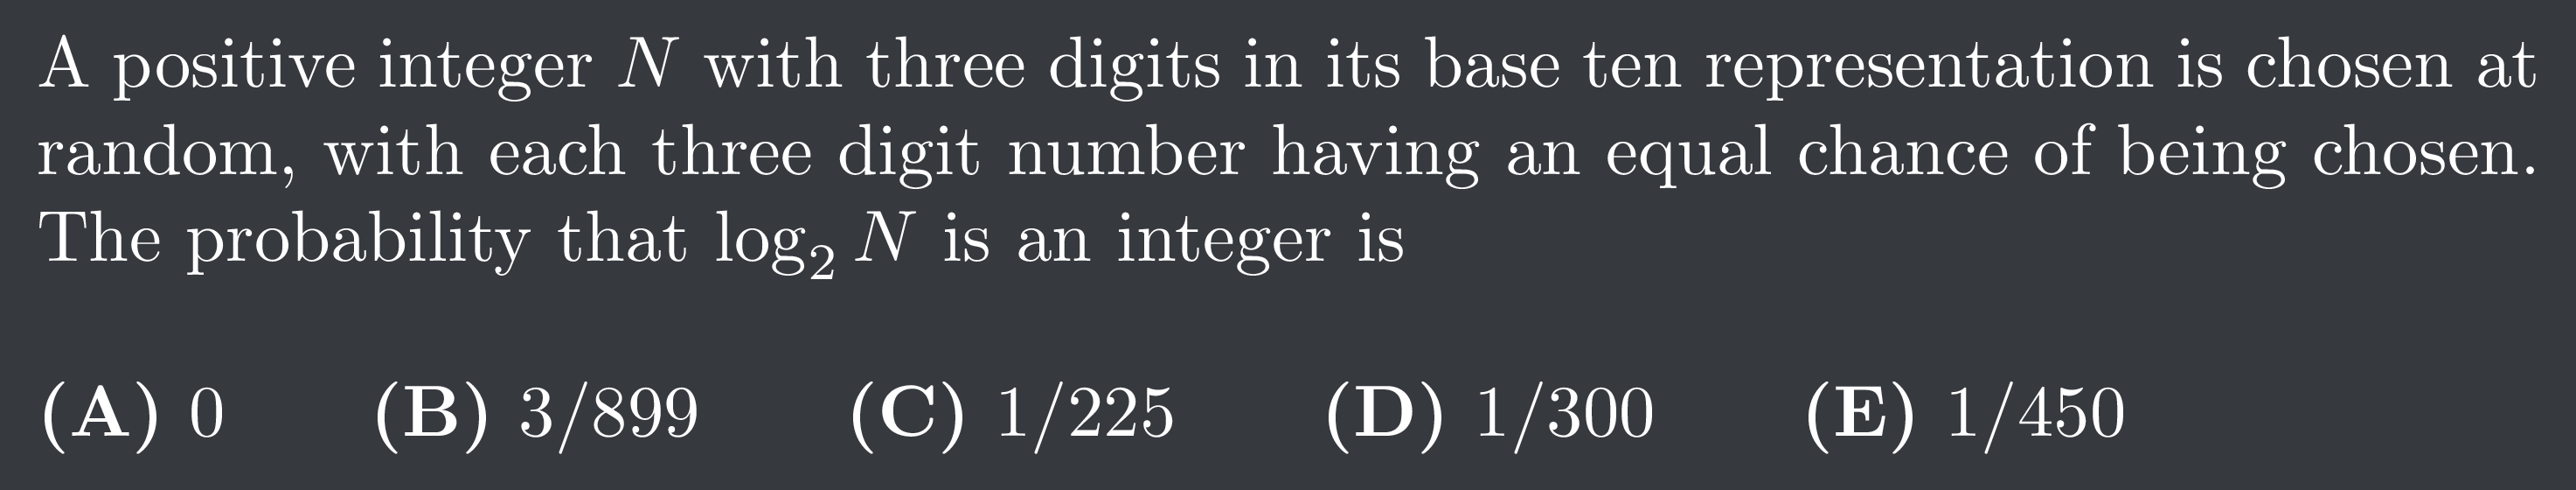 A positive integer N with three digits in its base ten representation is chosen at
random, with each three digit number having an equal chance of being chosen.
The probability that log₂ N is an integer is
(A) 0 (B) 3/899 (C) 1/225 (D) 1/300 (E) 1/450